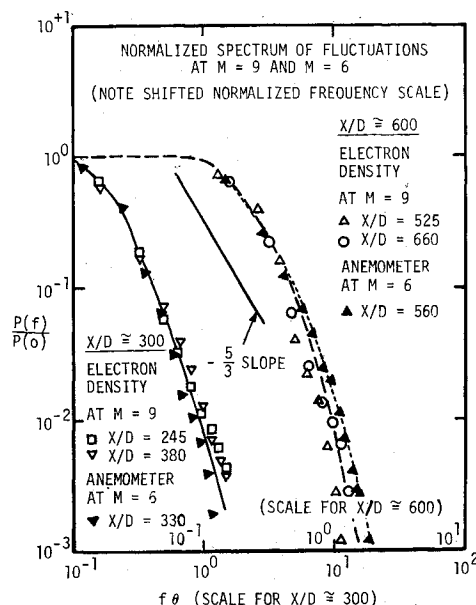 NORMALIZED SPECTRUM OF FLUCTUATIONS
AT M = 9 AND M = 6
(NOTE SHIFTED NORMALIZED FREQUENCY SCALE)
X/D ≅ 600
ELECTRON
DENSITY
AT M = 9
△ X/D = 525
○ X/D = 660
ANEMOMETER
AT M = 6
▲ X/D = 560
- 5/3 SLOPE
X/D ≅ 300
ELECTRON
DENSITY
AT M = 9
□ X/D = 245
▽ X/D = 380
ANEMOMETER
AT M = 6
▼ X/D = 330
(SCALE FOR X/D ≅ 600)
P(f)/P(o)
10+1
10^0
10^-1
10^-2
10^-3
10^-1 10^0 10^1
10^-1 10^0 10^1 10^2
f θ (SCALE FOR X/D ≅ 300)